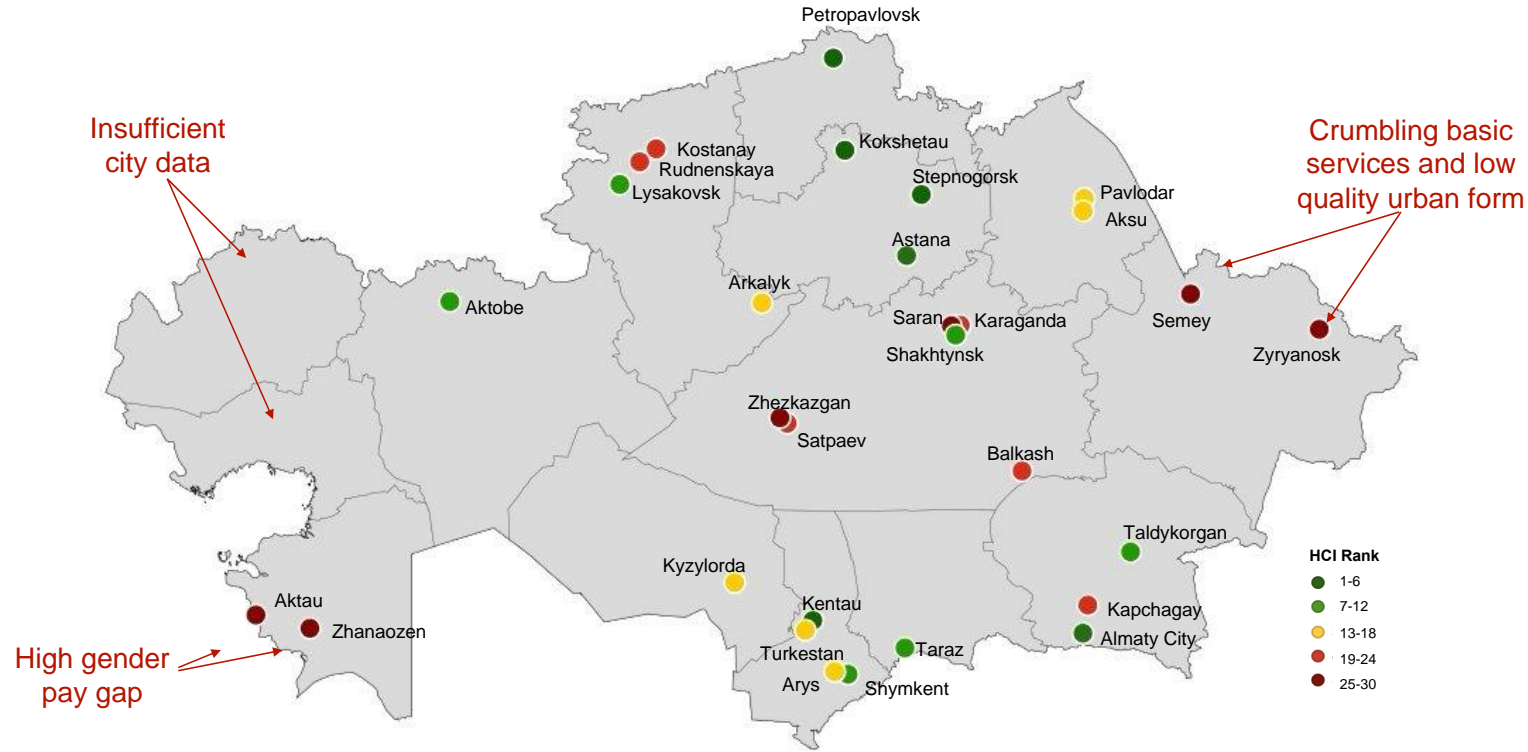 Petropavlovsk
Insufficient
city data
Crumbling basic
services and low
quality urban form
Kostanay
Rudnenskaya
Lysakovsk
Kokshetau
Stepnogorsk
Pavlodar
Aksu
Astana
Arkalyk
Aktobe
Saran
Karaganda
Shakhtynsk
Semey
Zyryanosk
Zhezkazgan
Satpaev
Balkash
Taldykorgan
Kyzylorda
Kentau
Kapchagay
Almaty City
Aktau
Zhanaozen
Turkestan
Taraz
Arys
Shymkent
High gender
pay gap
HCI Rank
1-6
7-12
13-18
19-24
25-30